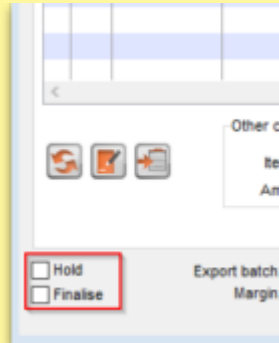 Other c
Ite
Am
Hold
Export batch
Finalise
Margin